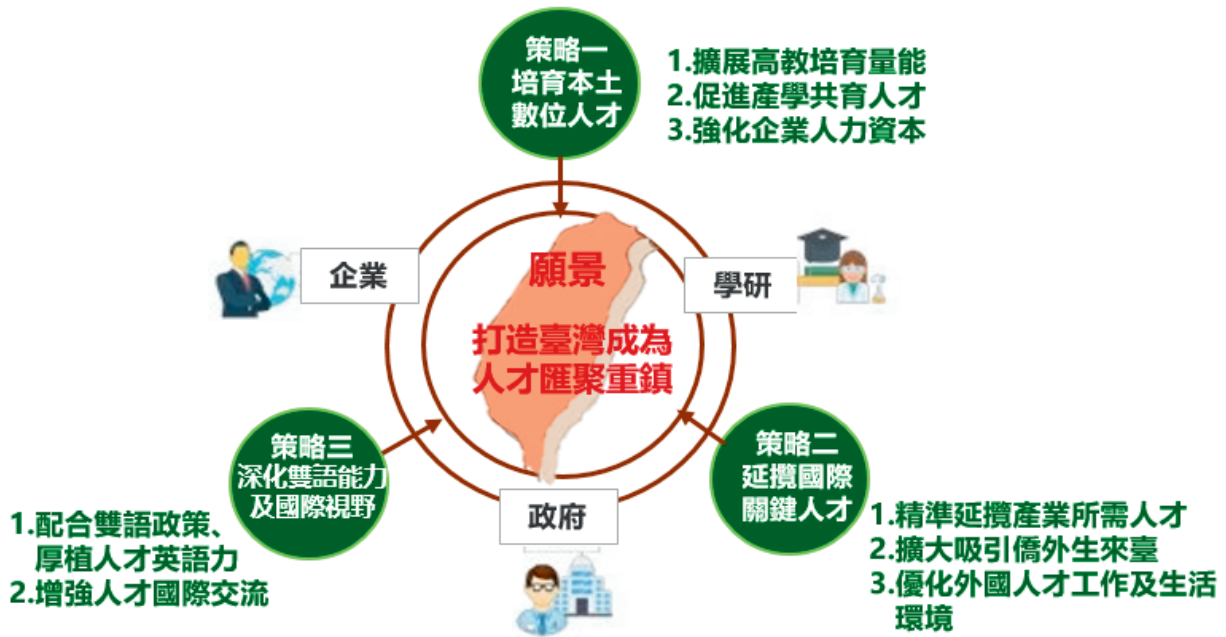 策略一
培育本土
數位人才
1.擴展高教培育量能
2.促進產學共育人才
3.強化企業人力資本
企業
學研
願景
打造臺灣成為
人才匯聚重鎮
策略三
深化雙語能力
及國際視野
1.配合雙語政策、
厚植人才英語力
2.增強人才國際交流
政府
策略二
延攬國際
關鍵人才
1.精準延攬產業所需人才
2.擴大吸引僑外生來臺
3.優化外國人才工作及生活
環境